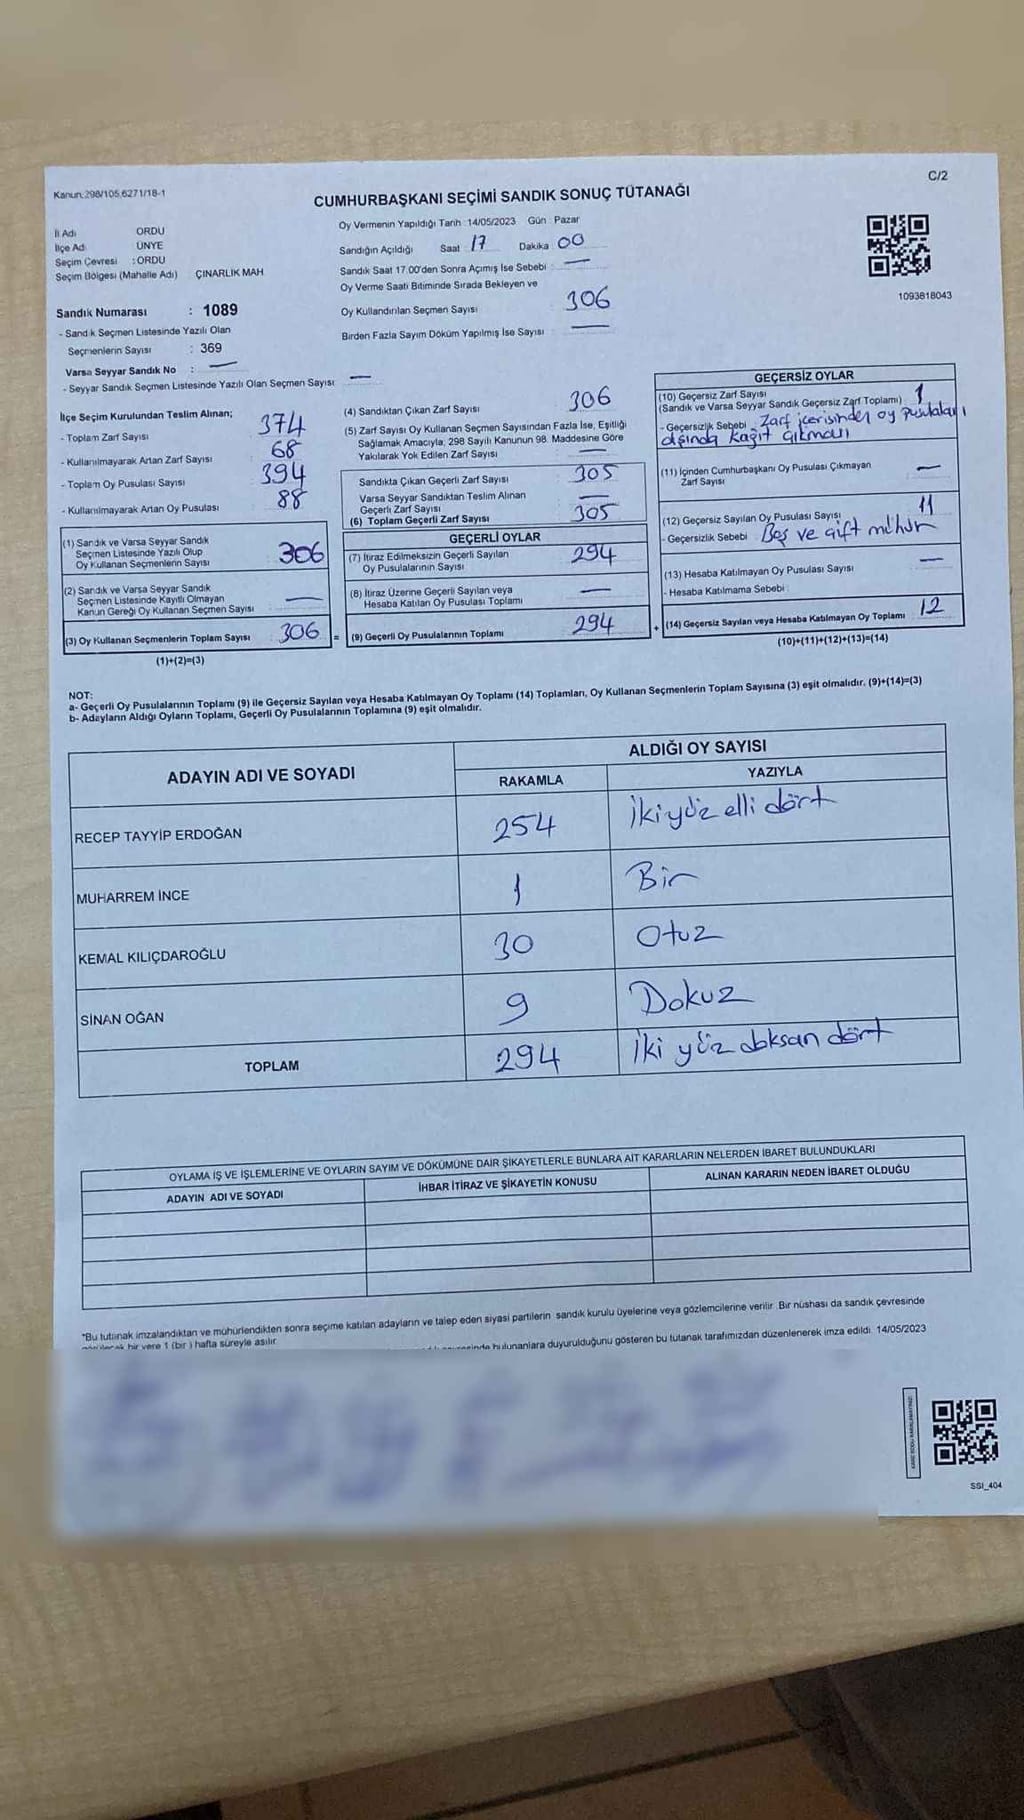 Kanun:298/105,6271/18-1
C/2
CUMHURBAŞKANI SEÇİMİ SANDIK SONUÇ TUTANAĞI
İl Adı ORDU
İlçe Adı ÜNYE
Seçim Çevresi : ORDU
Seçim Bölgesi (Mahalle Adı) ÇINARLIK MAH
Sandık Numarası : 1089
- Sandık Seçmen Listesinde Yazılı Olan
Seçmenlerin Sayısı : 369
Varsa Seyyar Sandık No : —
- Seyyar Sandık Seçmen Listesinde Yazılı Olan Seçmen Sayısı —
Oy Vermenin Yapıldığı Tarih : 14/05/2023 Gün : Pazar
Sandığın Açıldığı Saat 17 Dakika 00
Sandık Saat 17.00'den Sonra Açımış İse Sebebi : —
Oy Verme Saati Bitiminde Sırada Bekleyen ve
Oy Kullandırılan Seçmen Sayısı 306
Birden Fazla Sayım Döküm Yapılmış İse Sayısı —
1093818043
İlçe Seçim Kurulundan Teslim Alınan;
- Toplam Zarf Sayısı 374
- Kullanılmayarak Artan Zarf Sayısı 68
- Toplam Oy Pusulası Sayısı 394
- Kullanılmayarak Artan Oy Pusulası 88
(1) Sandık ve Varsa Seyyar Sandık
Seçmen Listesinde Yazılı Olup
Oy Kullanan Seçmenlerin Sayısı 306
(2) Sandık ve Varsa Seyyar Sandık
Seçmen Listesinde Kayıtlı Olmayan
Kanun Gereği Oy Kullanan Seçmen Sayısı —
(3) Oy Kullanan Seçmenlerin Toplam Sayısı 306 =
(1)+(2)=(3)
(4) Sandıktan Çıkan Zarf Sayısı 306
(5) Zarf Sayısı Oy Kullanan Seçmen Sayısından Fazla İse, Eşitliği
Sağlamak Amacıyla; 298 Sayılı Kanunun 98. Maddesine Göre
Yakılarak Yok Edilen Zarf Sayısı —
Sandıkta Çıkan Geçerli Zarf Sayısı 305
Varsa Seyyar Sandıktan Teslim Alınan
Geçerli Zarf Sayısı —
(6) Toplam Geçerli Zarf Sayısı 305
GEÇERLİ OYLAR
(7) İtiraz Edilmeksizin Geçerli Sayılan
Oy Pusulalarının Sayısı 294
(8) İtiraz Üzerine Geçerli Sayılan veya
Hesaba Katılan Oy Pusulası Toplamı —
(9) Geçerli Oy Pusulalarının Toplamı 294 +
GEÇERSİZ OYLAR
(10) Geçersiz Zarf Sayısı
(Sandık ve Varsa Seyyar Sandık Geçersiz Zarf Toplamı) : 1
- Geçersizlik Sebebi : Zarf içerisinden oy pusulaları
dışında kağıt çıkması
(11) İçinden Cumhurbaşkanı Oy Pusulası Çıkmayan
Zarf Sayısı —
(12) Geçersiz Sayılan Oy Pusulası Sayısı 11
- Geçersizlik Sebebi Boş ve çift mühür
(13) Hesaba Katılmayan Oy Pusulası Sayısı —
- Hesaba Katılmama Sebebi :
(14) Geçersiz Sayılan veya Hesaba Katılmayan Oy Toplamı 12
(10)+(11)+(12)+(13)=(14)
NOT:
a- Geçerli Oy Pusulalarının Toplamı (9) ile Geçersiz Sayılan veya Hesaba Katılmayan Oy Toplamı (14) Toplamları, Oy Kullanan Seçmenlerin Toplam Sayısına (3) eşit olmalıdır. (9)+(14)=(3)
b- Adayların Aldığı Oyların Toplamı, Geçerli Oy Pusulalarının Toplamına (9) eşit olmalıdır.
ADAYIN ADI VE SOYADI
ALDIĞI OY SAYISI
RAKAMLA YAZIYLA
RECEP TAYYİP ERDOĞAN 254 İkiyüz elli dört
MUHARREM İNCE 1 Bir
KEMAL KILIÇDAROĞLU 30 Otuz
SİNAN OĞAN 9 Dokuz
TOPLAM 294 İki yüz doksan dört
OYLAMA İŞ VE İŞLEMLERİNE VE OYLARIN SAYIM VE DÖKÜMÜNE DAİR ŞİKAYETLERLE BUNLARA AİT KARARLARIN NELERDEN İBARET BULUNDUKLARI
ADAYIN ADI VE SOYADI İHBAR İTİRAZ VE ŞİKAYETİN KONUSU ALINAN KARARIN NEDEN İBARET OLDUĞU
*Bu tutanak imzalandıktan ve mühürlendikten sonra seçime katılan adayların ve talep eden siyasi partilerin sandık kurulu üyelerine veya gözlemcilerine verilir. Bir nüshası da sandık çevresinde
bir yere 1 (bir) hafta süreyle asılır.
bulunanlara duyurulduğunu gösteren bu tutanak tarafımızdan düzenlenerek imza edildi. 14/05/2023
SSI_404